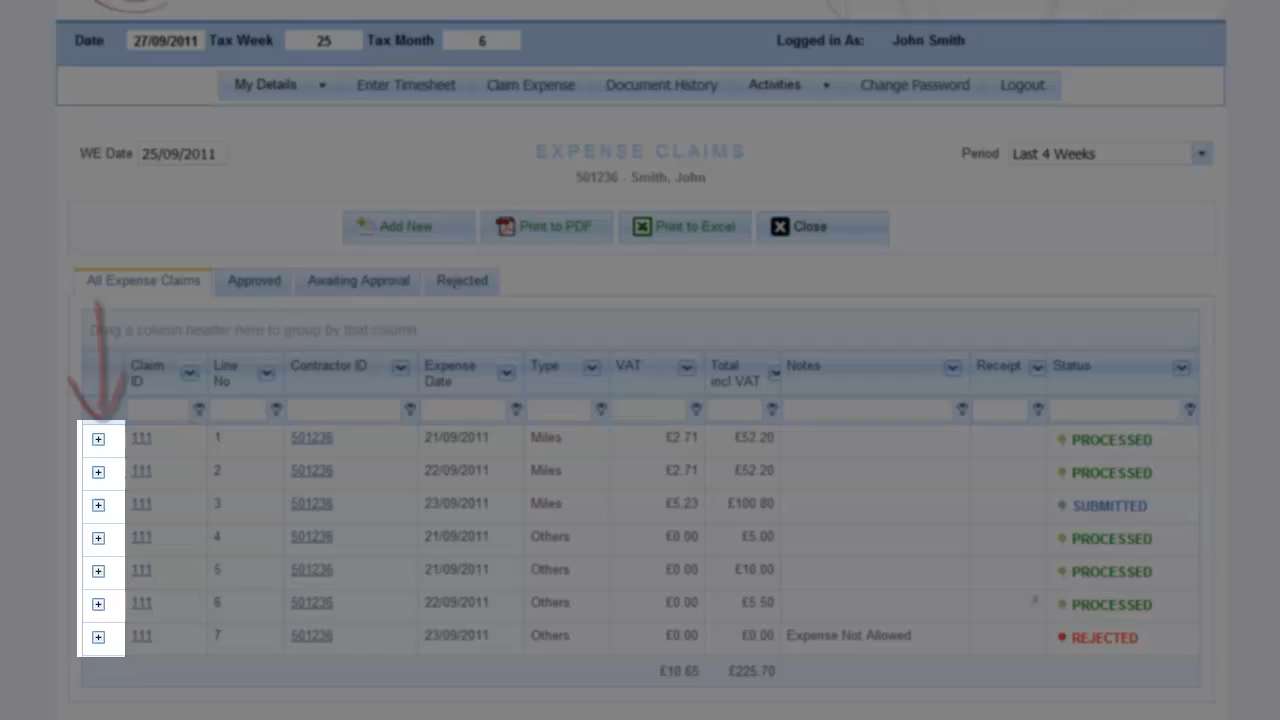 Date 27/09/2011 Tax Week 25 Tax Month 6 Logged in As: John Smith
My Details Enter Timesheet Claim Expense Document History Activities Change Password Logout
WE Date 25/09/2011 EXPENSE CLAIMS Period Last 4 Weeks
501236 - Smith, John
Add New Print to PDF Print to Excel Close
All Expense Claims Approved Awaiting Approval Rejected
Drag a column header here to group by that column
Claim ID Line No Contractor ID Expense Date Type VAT Total incl VAT Notes Receipt Status
111 1 501236 21/09/2011 Miles £2.71 £52.20 PROCESSED
111 2 501236 22/09/2011 Miles £2.71 £52.20 PROCESSED
111 3 501236 23/09/2011 Miles £5.23 £100.80 SUBMITTED
111 4 501236 21/09/2011 Others £0.00 £5.00 PROCESSED
111 5 501236 21/09/2011 Others £0.00 £10.00 PROCESSED
111 6 501236 22/09/2011 Others £0.00 £5.50 PROCESSED
111 7 501236 23/09/2011 Others £0.00 £0.00 Expense Not Allowed REJECTED
£10.65 £225.70